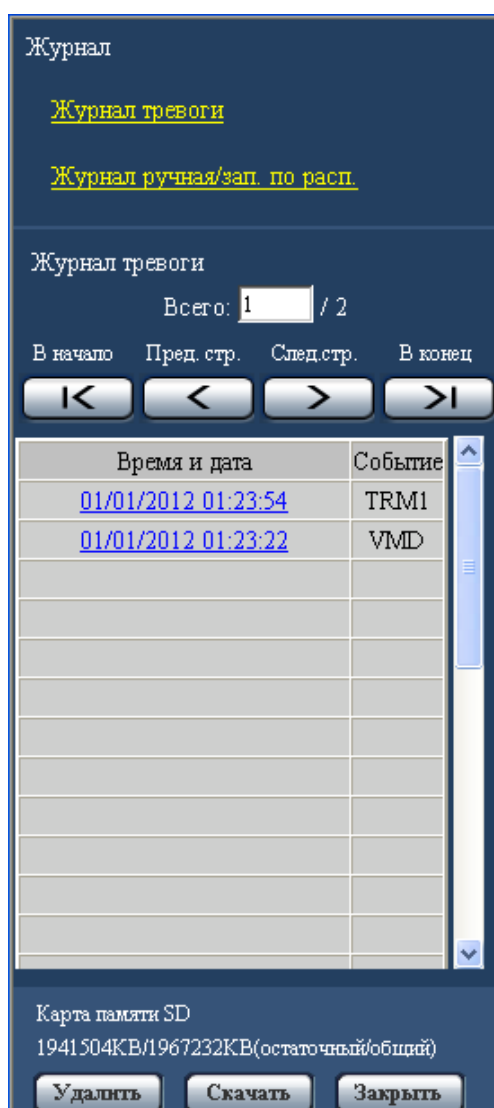 Журнал
Журнал тревоги
Журнал ручная/зап. по расп.
Журнал тревоги
Всего: 1 / 2
В начало Пред. стр. След.стр. В конец
Время и дата Событие
01/01/2012 01:23:54 TRM1
01/01/2012 01:23:22 VMD
Карта памяти SD
1941504KB/1967232KB(остаточный/общий)
Удалить Скачать Закрыть